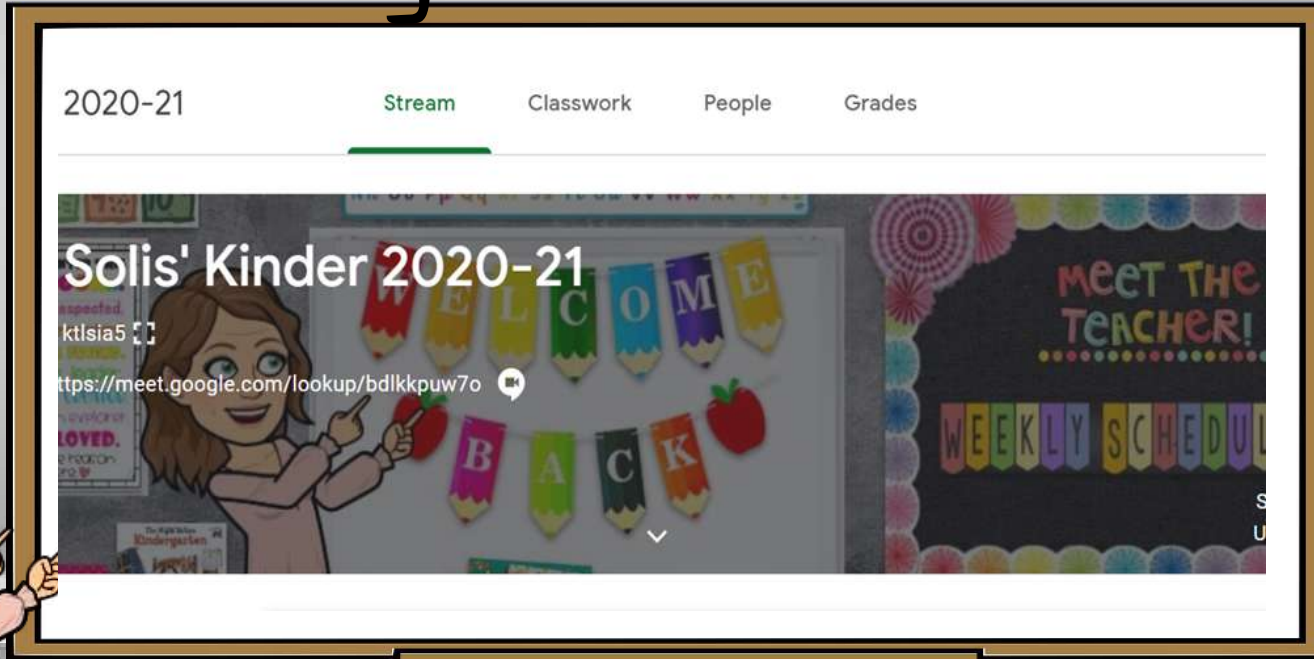 2020-21 Stream Classwork People Grades
Solis' Kinder 2020-21
ktlsia5
ttps://meet.google.com/lookup/bdlkkpuw7o
WELCOME
BACK
MEET THE
TEACHER!
WEEKLY SCHEDUL
S
U
LOVED.
Kindergarten